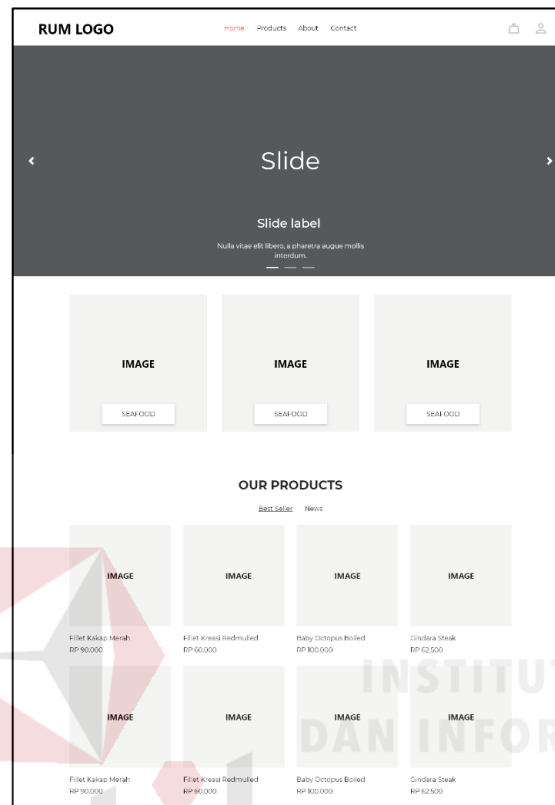 RUM LOGO
Home Products About Contact
Slide
Slide label
Nulla vitae elit libero, a pharetra augue mollis
interdum.
IMAGE IMAGE IMAGE
SEAFOOD SEAFOOD SEAFOOD
OUR PRODUCTS
Best Seller News
IMAGE IMAGE IMAGE IMAGE
Fillet Kakap Merah Fillet Kreasi Redmulled Baby Octopus Boiled Gindara Steak
RP 90.000 RP 60.000 RP 100.000 RP 62.500
INSTITUT
DAN INFOR
IMAGE IMAGE IMAGE IMAGE
Fillet Kakap Merah Fillet Kreasi Redmulled Baby Octopus Boiled Gindara Steak
RP 90.000 RP 60.000 RP 100.000 RP 62.500